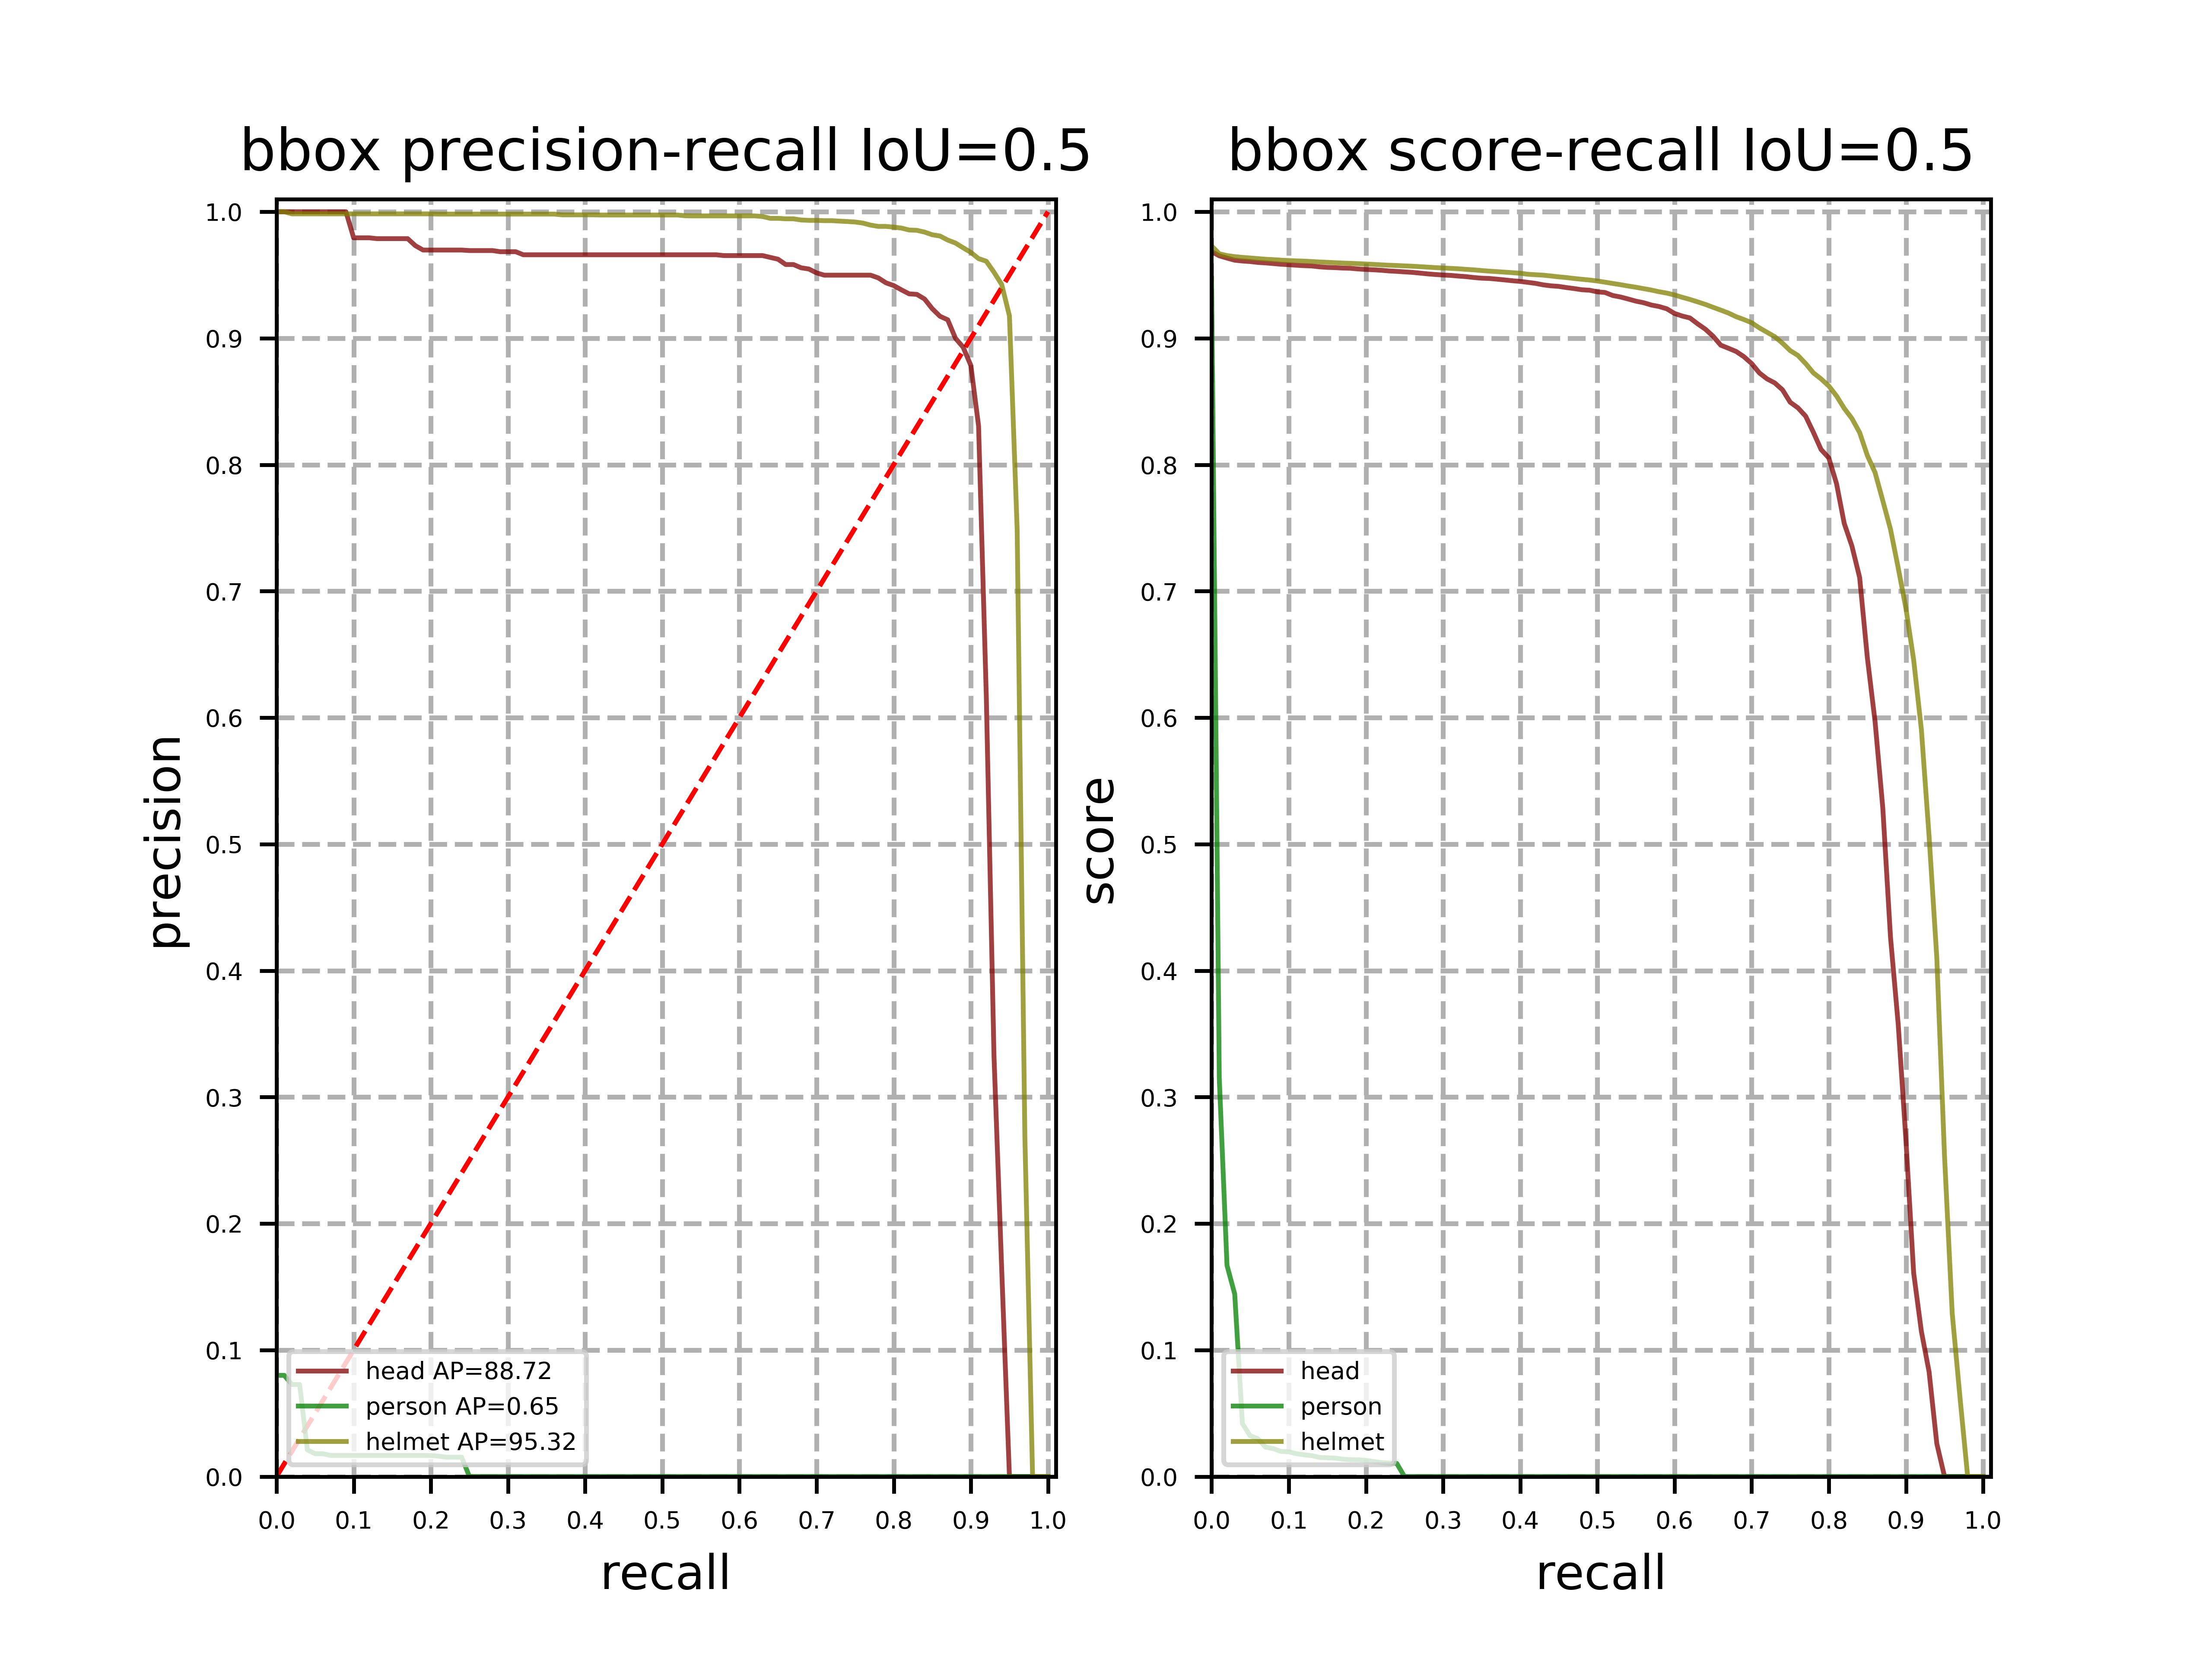 bbox precision-recall IoU=0.5
precision
1.0
0.9
0.8
0.7
0.6
0.5
0.4
0.3
0.2
0.1
0.0
head AP=88.72
person AP=0.65
helmet AP=95.32
0.0 0.1 0.2 0.3 0.4 0.5 0.6 0.7 0.8 0.9 1.0
recall
bbox score-recall IoU=0.5
score
1.0
0.9
0.8
0.7
0.6
0.5
0.4
0.3
0.2
0.1
0.0
head
person
helmet
0.0 0.1 0.2 0.3 0.4 0.5 0.6 0.7 0.8 0.9 1.0
recall